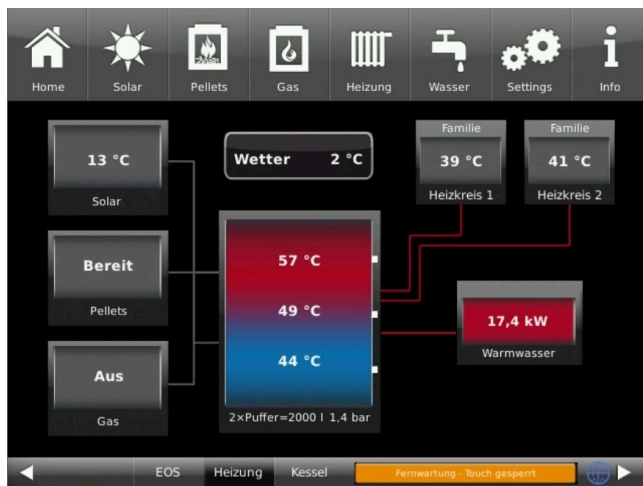 Home Solar Pellets Gas Heizung Wasser Settings Info
13 °C
Solar
Wetter 2 °C
Familie
39 °C
Heizkreis 1
Familie
41 °C
Heizkreis 2
Bereit
Pellets
57 °C
49 °C
44 °C
2×Puffer=2000 l 1,4 bar
17,4 kW
Warmwasser
Aus
Gas
EOS Heizung Kessel Fernwartung - Touch gesperrt